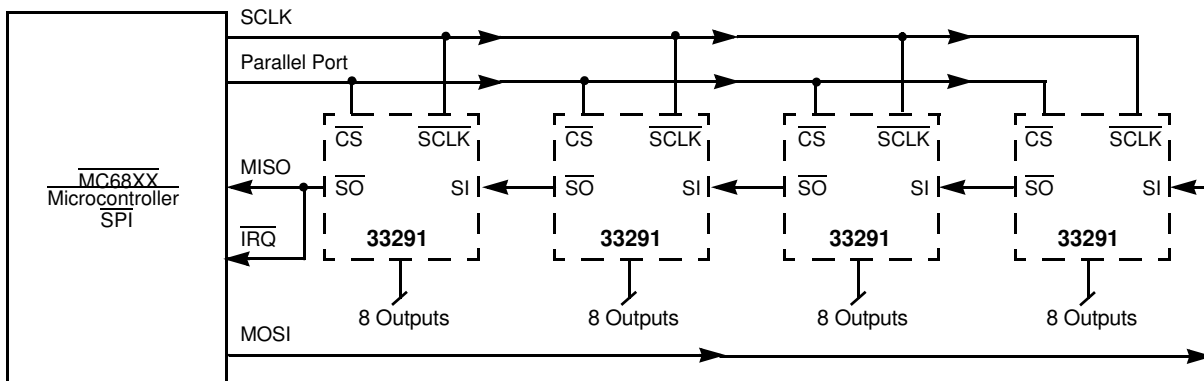 SCLK
Parallel Port
CS SCLK CS SCLK CS SCLK CS SCLK
MISO
SO SI SO SI SO SI SO SI
MC68XX
Microcontroller
SPI
IRQ
33291 33291 33291 33291
8 Outputs 8 Outputs 8 Outputs 8 Outputs
MOSI